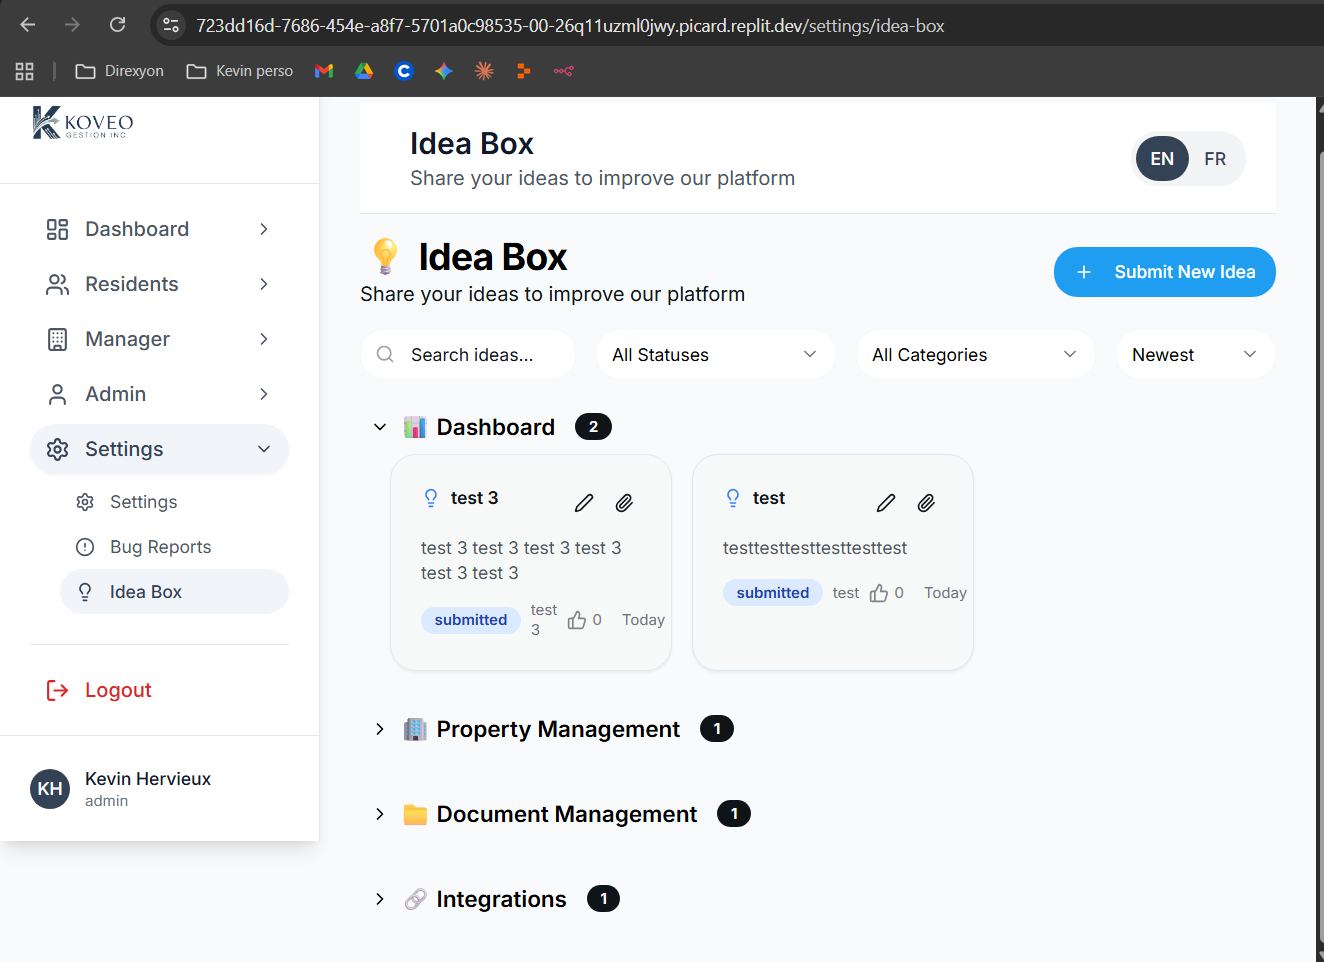 723dd16d-7686-454e-a8f7-5701a0c98535-00-26q11uzml0jwy.picard.replit.dev/settings/idea-box
Direxyon
Kevin perso
KOVEO
GESTION INC.
Dashboard
Residents
Manager
Admin
Settings
Settings
Bug Reports
Idea Box
Logout
KH
Kevin Hervieux
admin
Idea Box
Share your ideas to improve our platform
EN FR
💡 Idea Box
Share your ideas to improve our platform
+ Submit New Idea
Search ideas...
All Statuses
All Categories
Newest
📊 Dashboard 2
test 3
test 3 test 3 test 3 test 3
test 3 test 3
submitted
test
3
0
Today
test
testtesttesttesttesttest
submitted test 0 Today
🏢 Property Management 1
📁 Document Management 1
🔗 Integrations 1